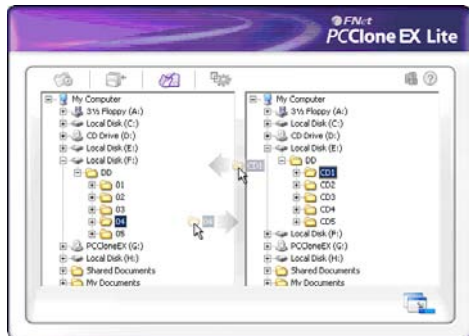 FNet
PCClone EX Lite
My Computer
3½ Floppy (A:)
Local Disk (C:)
CD Drive (D:)
Local Disk (E:)
Local Disk (F:)
DD
01
02
03
04
05
PCCloneEX (G:)
Local Disk (H:)
Shared Documents
My Documents
CD1
04
My Computer
3½ Floppy (A:)
Local Disk (C:)
CD Drive (D:)
Local Disk (E:)
DD
CD1
CD2
CD3
CD4
CD5
Local Disk (F:)
PCCloneEX (G:)
Local Disk (H:)
Shared Documents
My Documents